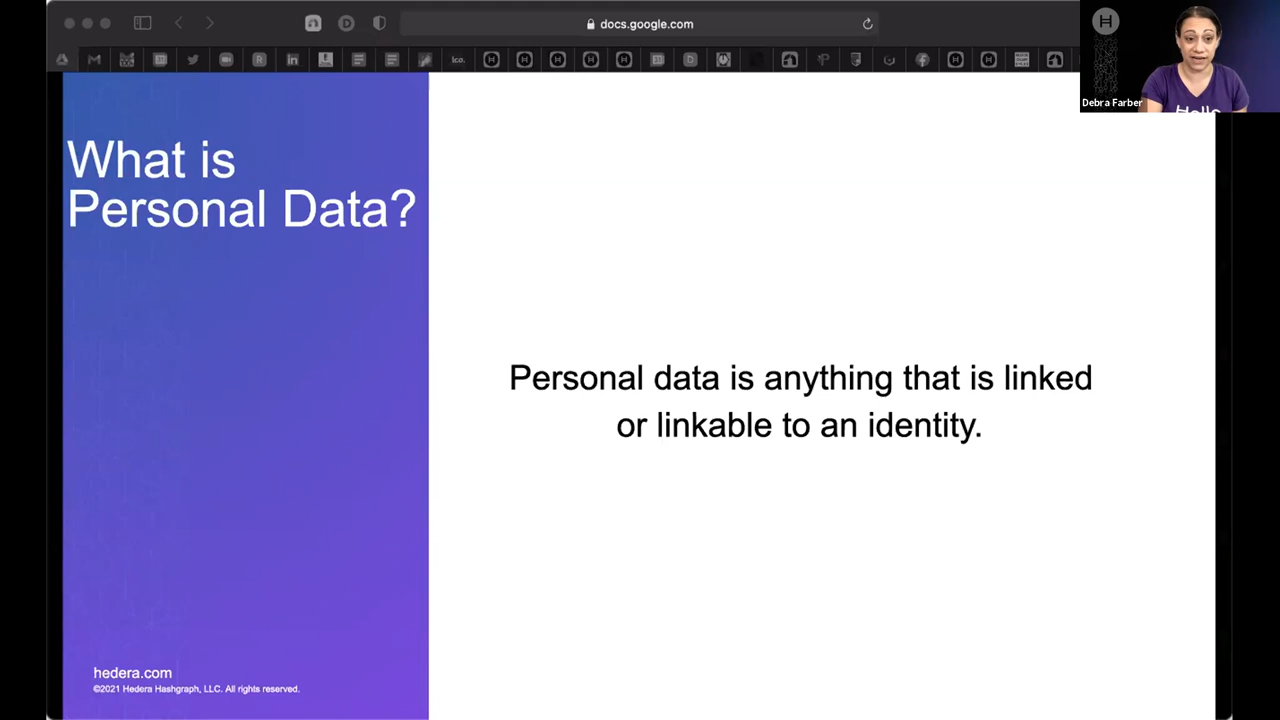 docs.google.com
Debra Farber
Hello
What is
Personal Data?
Personal data is anything that is linked
or linkable to an identity.
hedera.com
©2021 Hedera Hashgraph, LLC. All rights reserved.